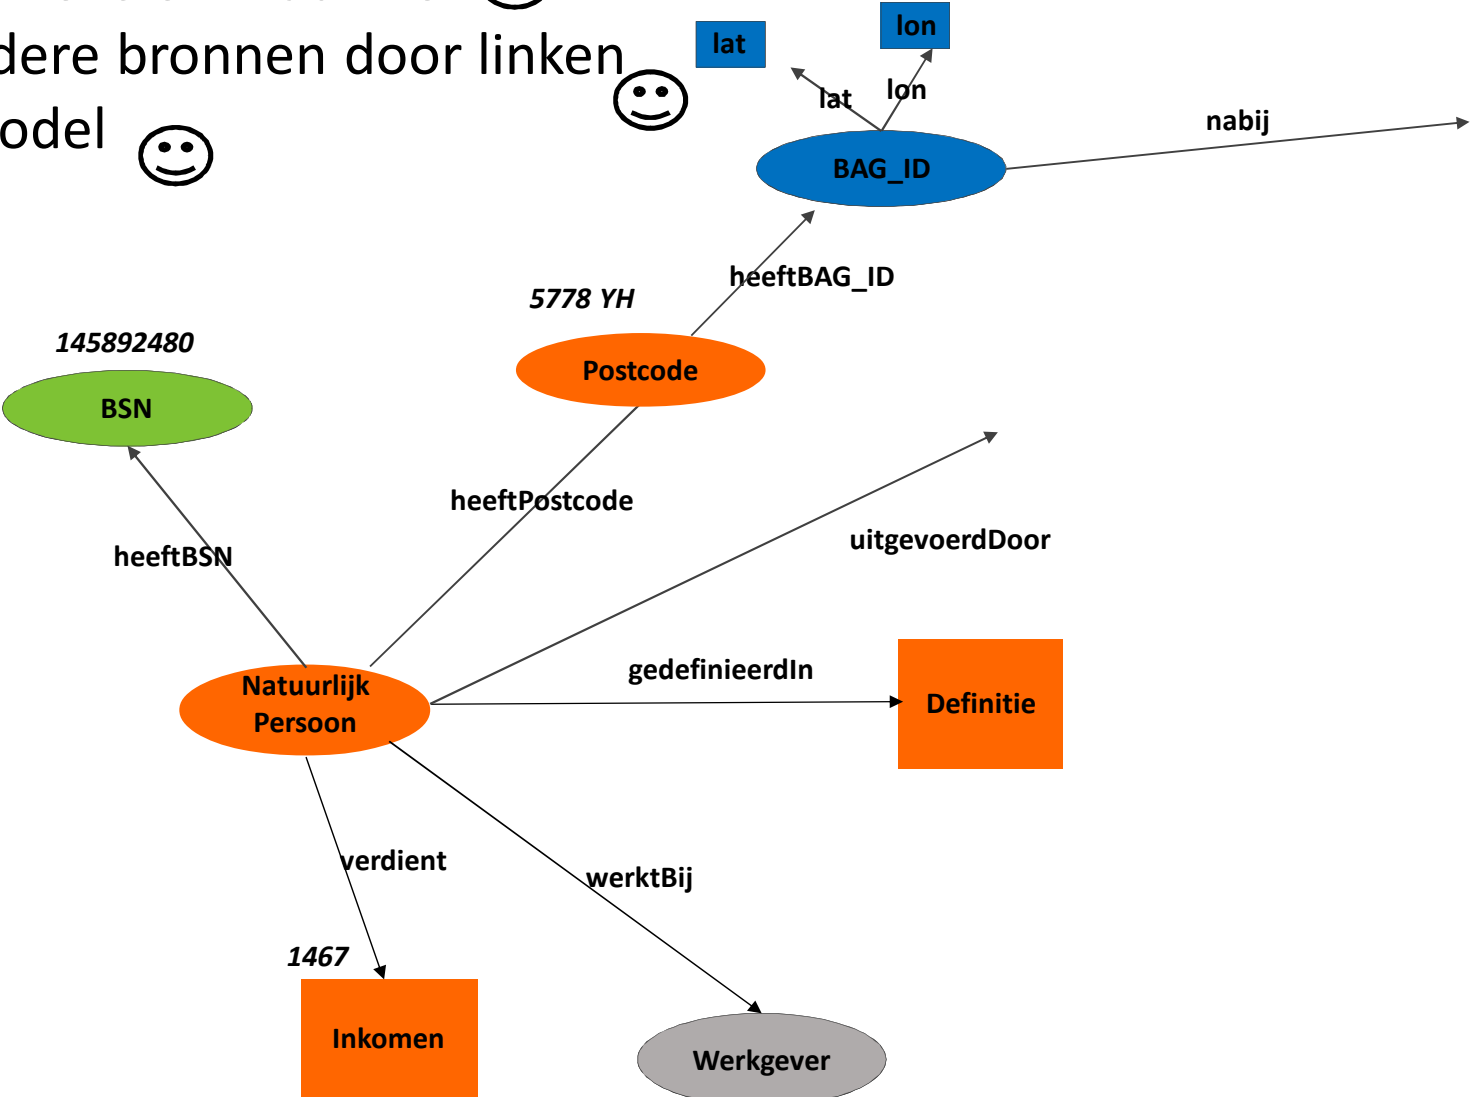 dere bronnen door linken
odel
lat
lon
lat
lon
nabij
BAG_ID
heeftBAG_ID
5778 YH
145892480
Postcode
BSN
heeftPostcode
uitgevoerdDoor
heeftBSN
gedefinieerdIn
Natuurlijk
Persoon
Definitie
verdient
werktBij
1467
Inkomen
Werkgever